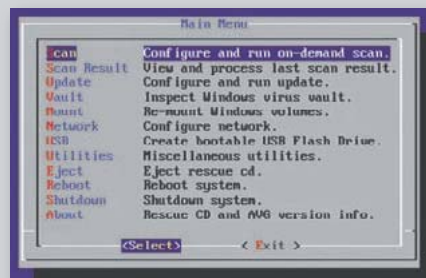 Main Menu
Scan Configure and run on-demand scan.
Scan Result View and process last scan result.
Update Configure and run update.
Vault Inspect Windows virus vault.
Mount Re-mount Windows volumes.
Network Configure network.
USB Create bootable USB Flash Drive.
Utilities Miscellaneous utilities.
Eject Eject rescue cd.
Reboot Reboot system.
Shutdown Shutdown system.
About Rescue CD and AVG version info.
<Select> < Exit >